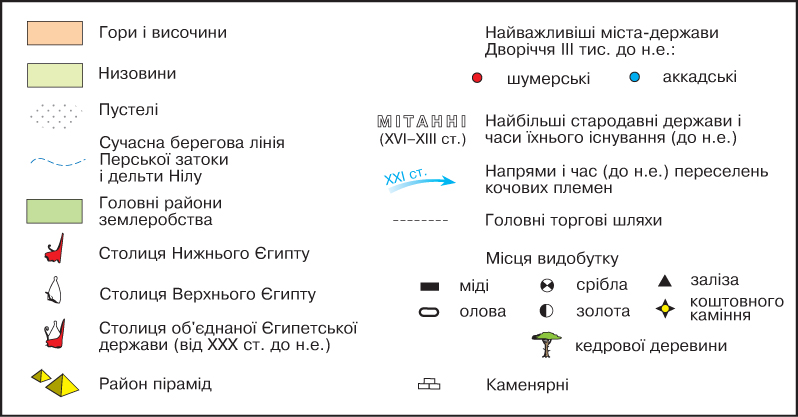 Гори і височини
Низовини
Пустелі
Сучасна берегова лінія
Перської затоки
і дельти Нілу
Головні райони
землеробства
Столиця Нижнього Єгипту
Столиця Верхнього Єгипту
Столиця об'єднаної Єгипетської
держави (від XXX ст. до н.е.)
Район пірамід
Найважливіші міста-держави
Дворіччя III тис. до н.е.:
шумерські
аккадські
МІТАННІ
(XVI–XIII ст.)
Найбільші стародавні держави і
часи їхнього існування (до н.е.)
XXI ст.
Напрями і час (до н.е.) переселень
кочових племен
Головні торгові шляхи
Місця видобутку
міді
срібла
заліза
олова
золота
коштовного
каміння
кедрової деревини
Каменярні